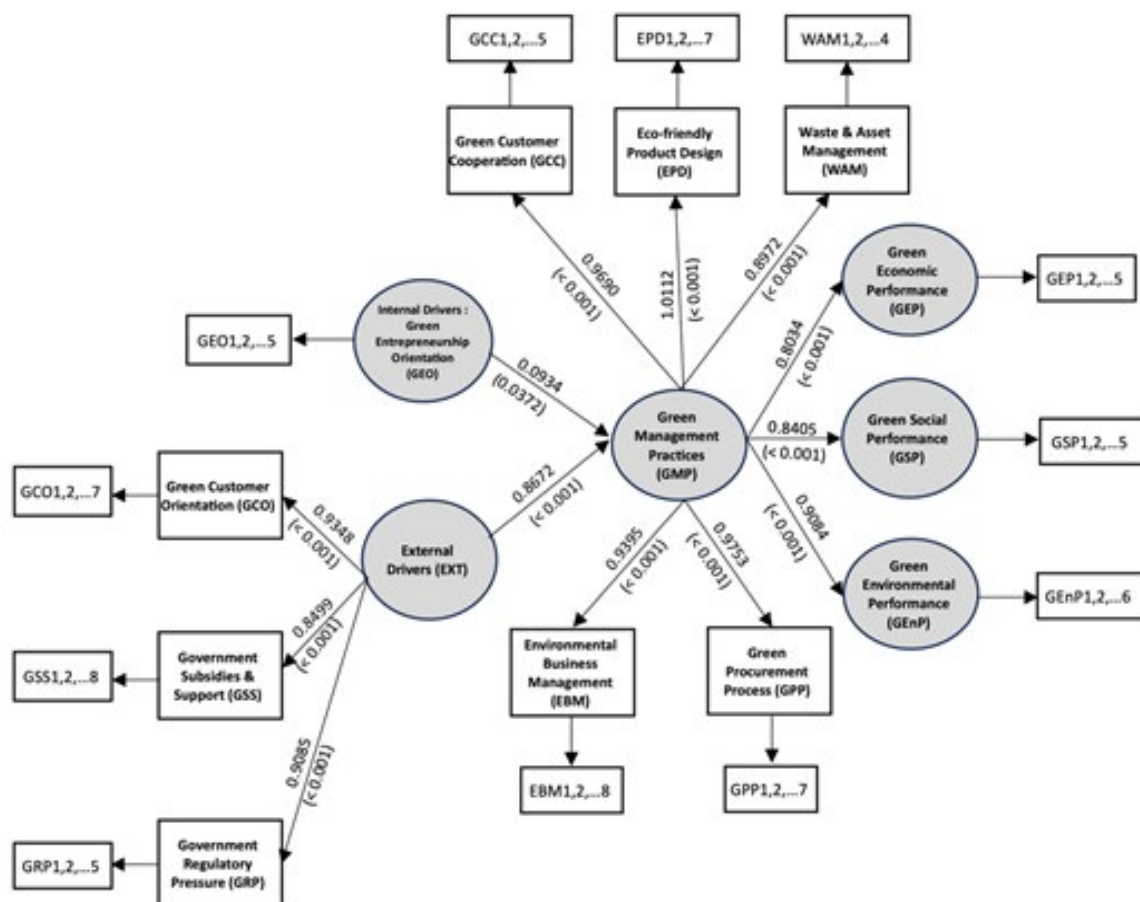 GCC1,2,...5
EPD1,2,...7
WAM1,2,...4
Green Customer
Cooperation (GCC)
Eco-friendly
Product Design
(EPD)
Waste & Asset
Management
(WAM)
0.9690
(< 0.001)
1.0112
(< 0.001)
0.8972
(< 0.001)
Green
Economic
Performance
(GEP)
GEP1,2,...5
Internal Drivers :
Green
Entrepreneurship
Orientation
(GEO)
GEO1,2,...5
0.0934
(0.0372)
0.8034
(< 0.001)
Green
Management
Practices
(GMP)
0.8405
(< 0.001)
Green Social
Performance
(GSP)
GSP1,2,...5
GCO1,2,...7
Green Customer
Orientation (GCO)
0.9348
(< 0.001)
External
Drivers (EXT)
0.8672
(< 0.001)
0.9084
(< 0.001)
Green
Environmental
Performance
(GEnP)
GEnP1,2,...6
0.9395
(< 0.001)
0.9753
(< 0.001)
GSS1,2,...8
Government
Subsidies &
Support (GSS)
0.8499
(< 0.001)
Environmental
Business
Management
(EBM)
Green
Procurement
Process (GPP)
EBM1,2,...8
GPP1,2,...7
0.9085
(< 0.001)
GRP1,2,...5
Government
Regulatory
Pressure (GRP)